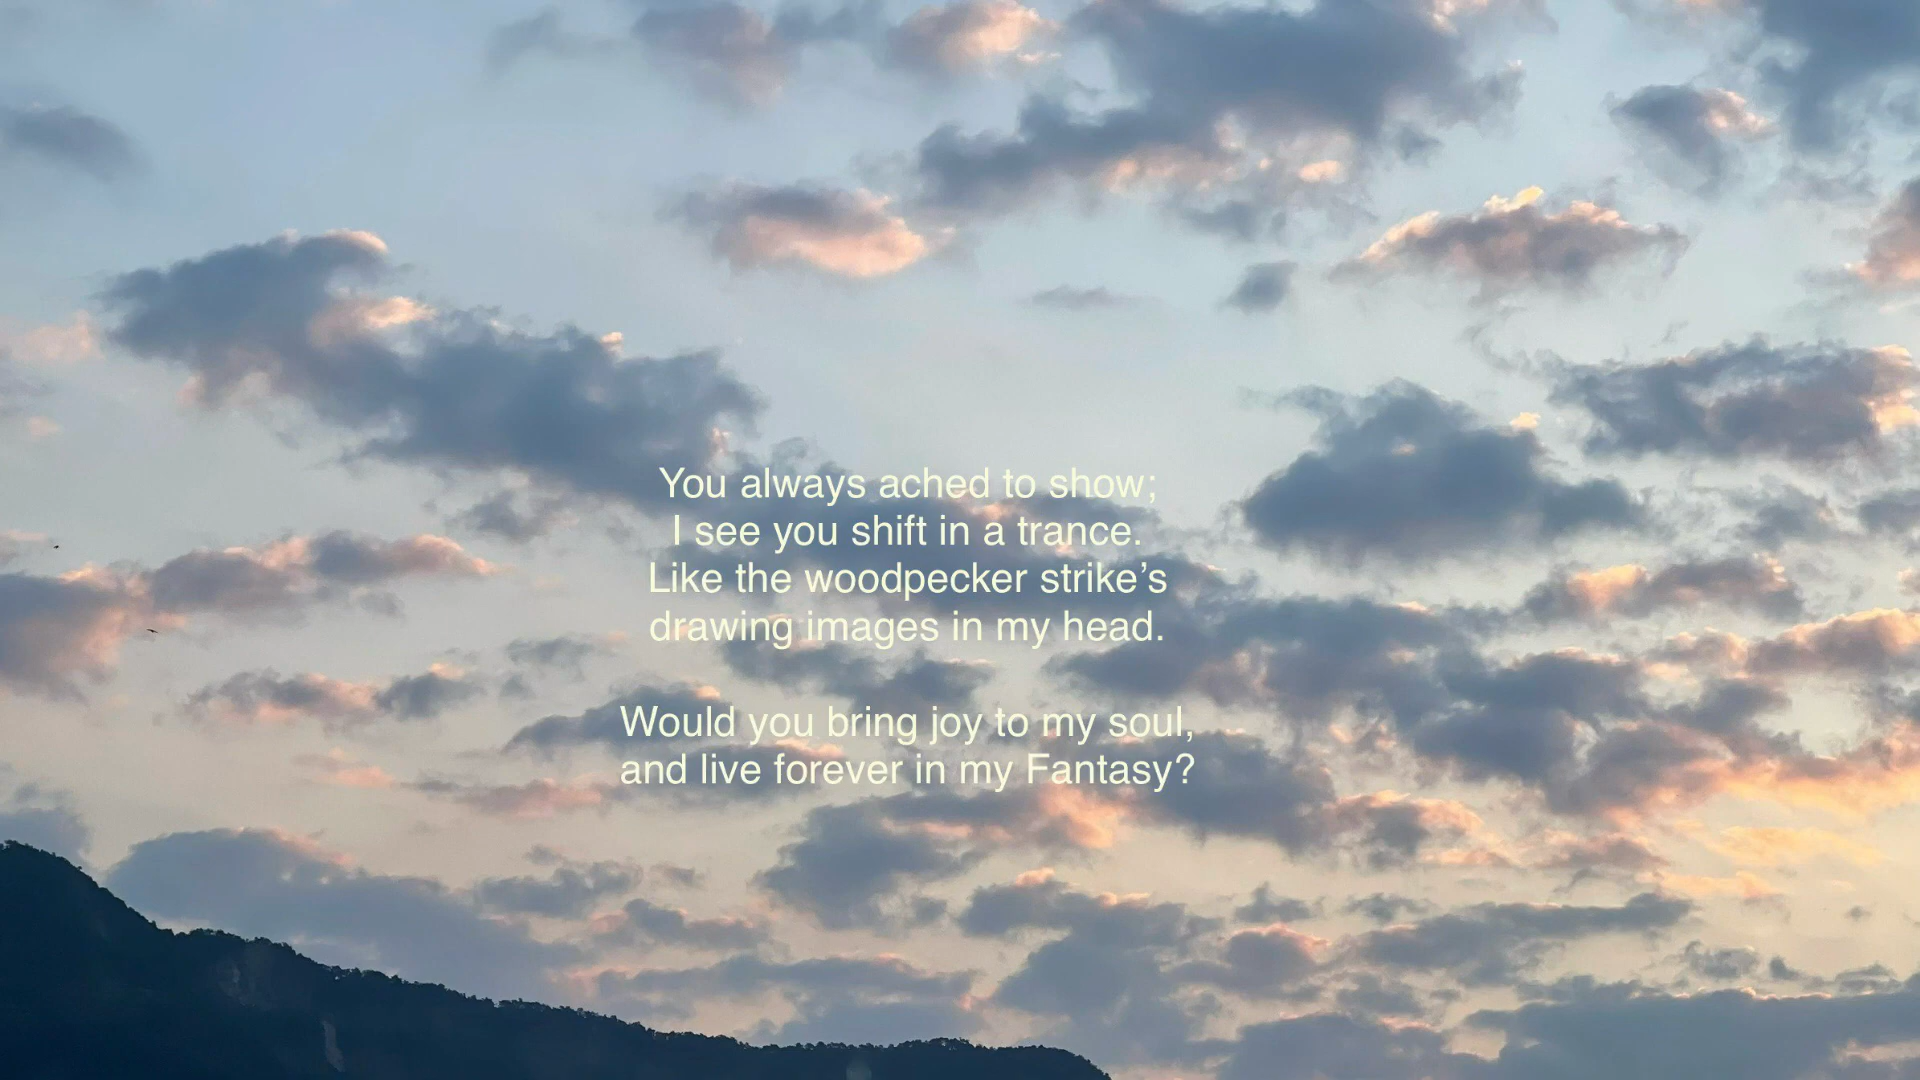 You always ached to show;
I see you shift in a trance.
Like the woodpecker strike’s
drawing images in my head.
Would you bring joy to my soul,
and live forever in my Fantasy?